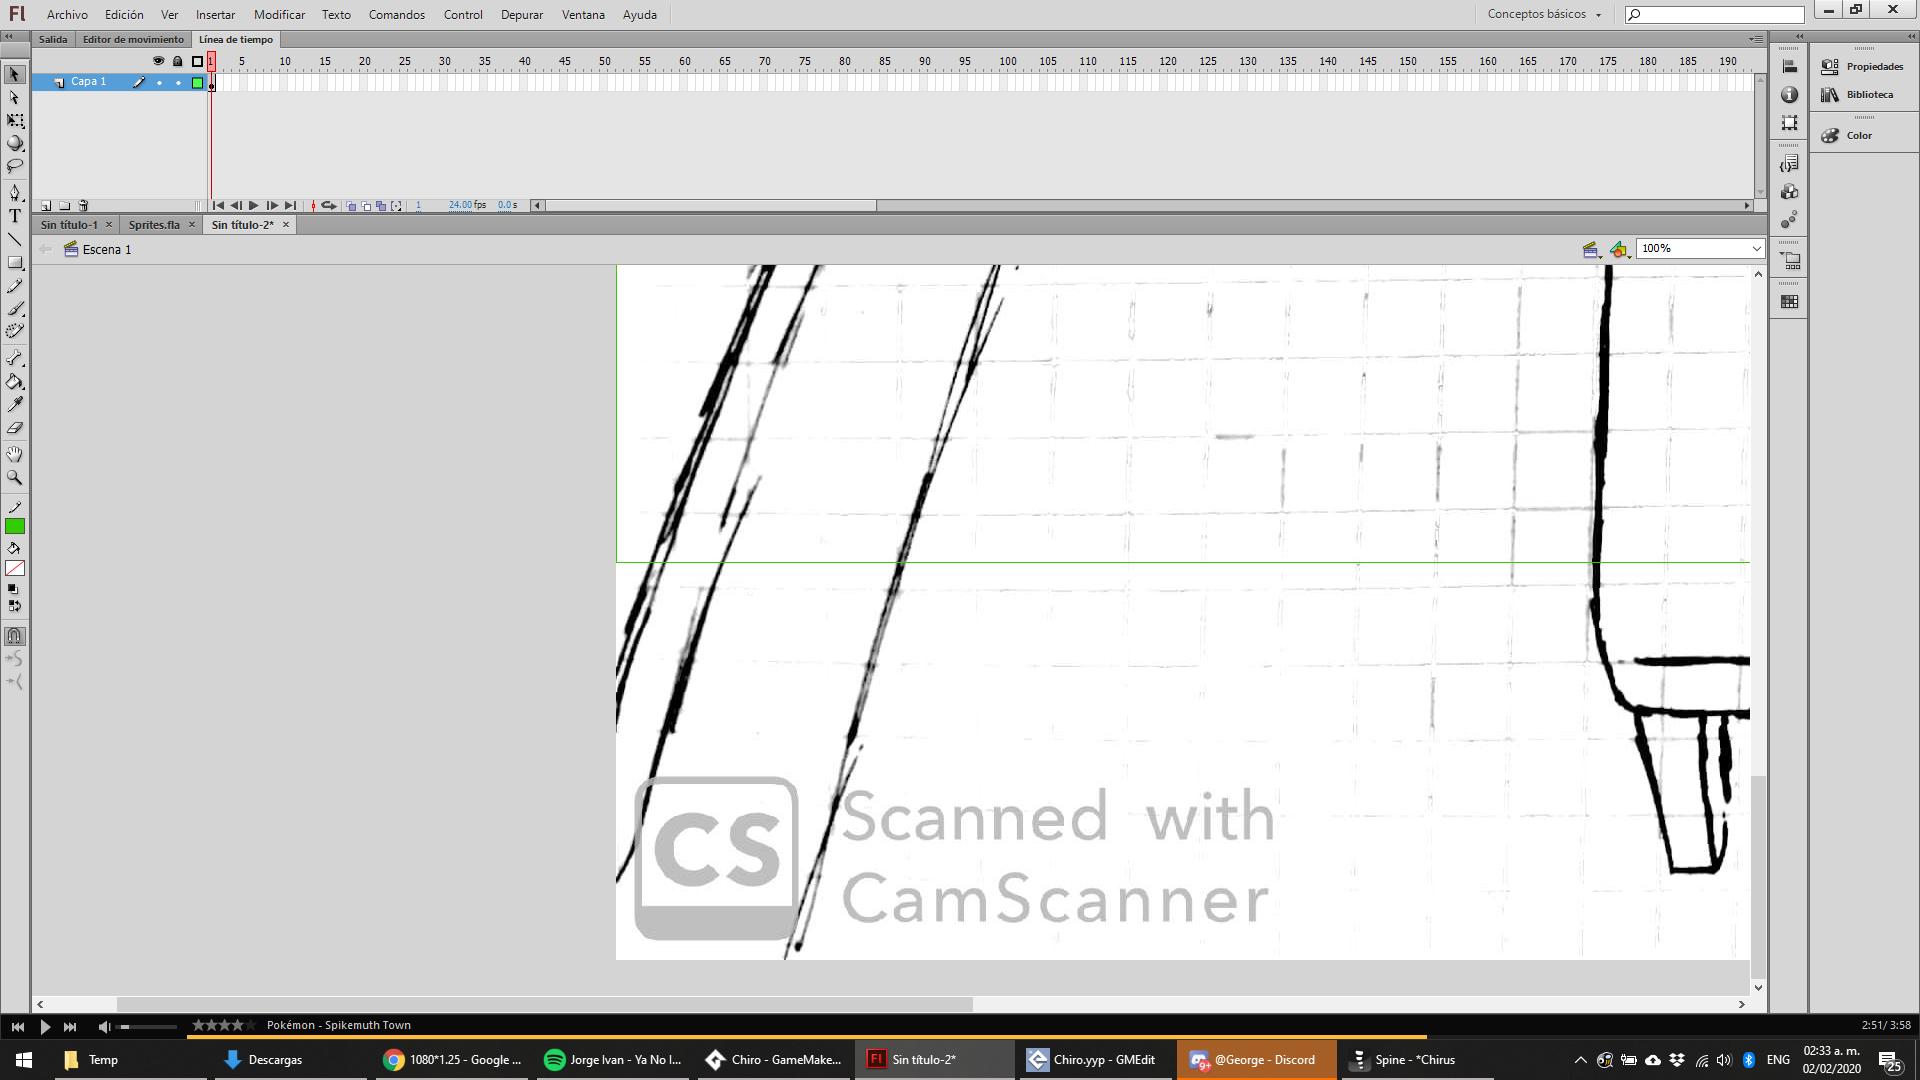 Fl Archivo Edición Ver Insertar Modificar Texto Comandos Control Depurar Ventana Ayuda Conceptos básicos
Salida Editor de movimiento Línea de tiempo
1 5 10 15 20 25 30 35 40 45 50 55 60 65 70 75 80 85 90 95 100 105 110 115 120 125 130 135 140 145 150 155 160 165 170 175 180 185 190
Capa 1
Propiedades
Biblioteca
Color
1 24.00 fps 0.0 s
Sin título-1 Sprites.fla Sin título-2*
Escena 1 100%
CS Scanned with
CamScanner
Pokémon - Spikemuth Town 2:51/ 3:58
Temp Descargas 1080*1.25 - Google ... Jorge Ivan - Ya No l... Chiro - GameMake... Fl Sin título-2* Chiro.yyp - GMEdit 9+ @George - Discord Spine - *Chirus ENG 02:33 a. m.
02/02/2020 25